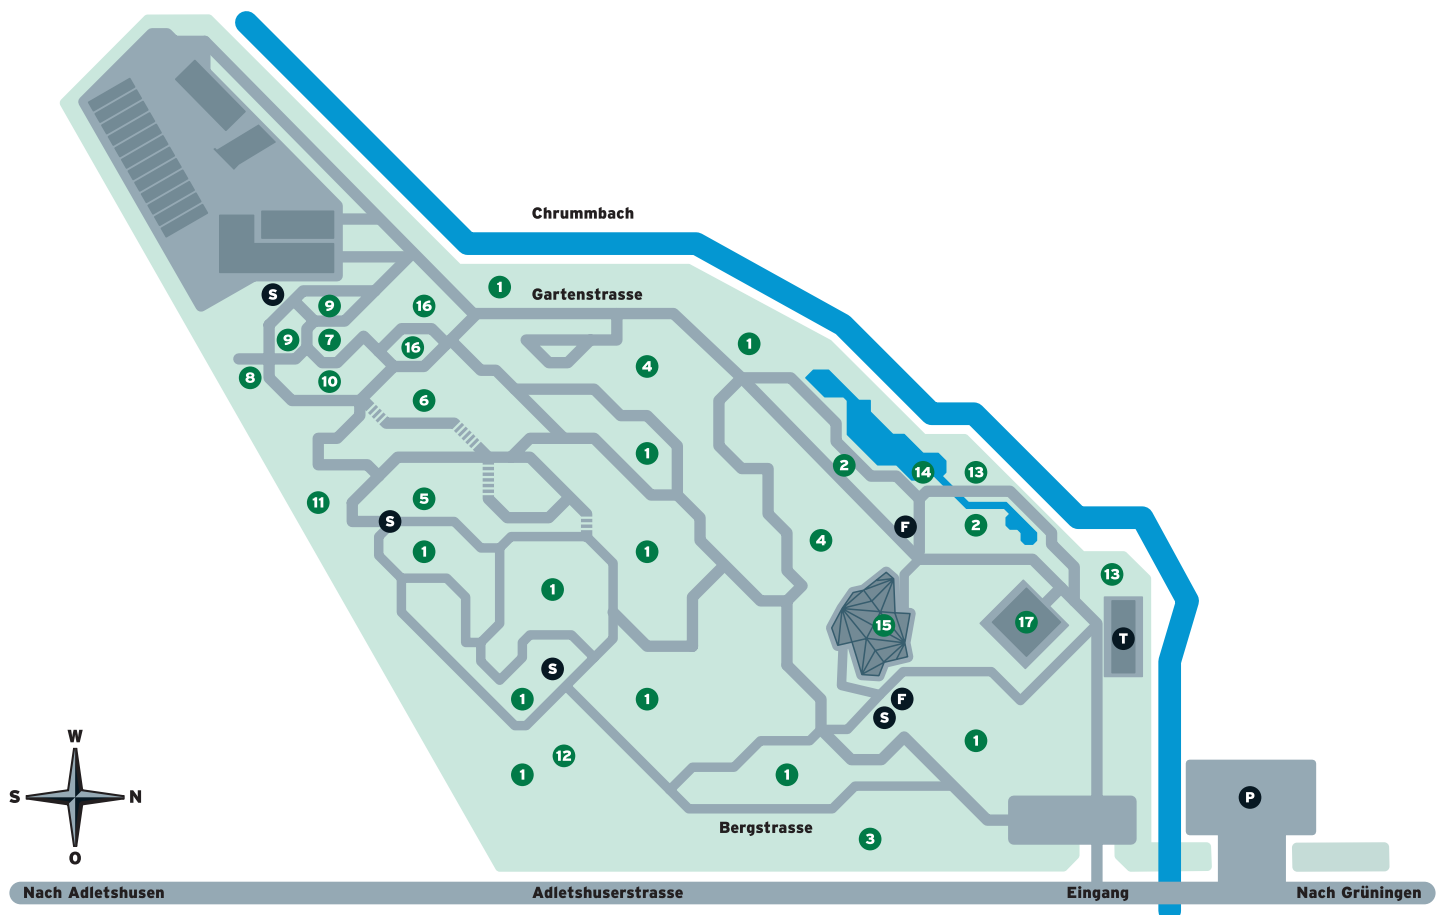 Chrummbach
1
Gartenstrasse
S
9
16
1
9
7
16
4
8
10
6
1
2
14
13
5
11
S
F
2
4
1
1
13
1
15
17
T
S
1
1
F
S
1
12
1
1
P
W
S
N
O
Bergstrasse
3
Nach Adletshusen
Adletshuserstrasse
Eingang
Nach Grüningen